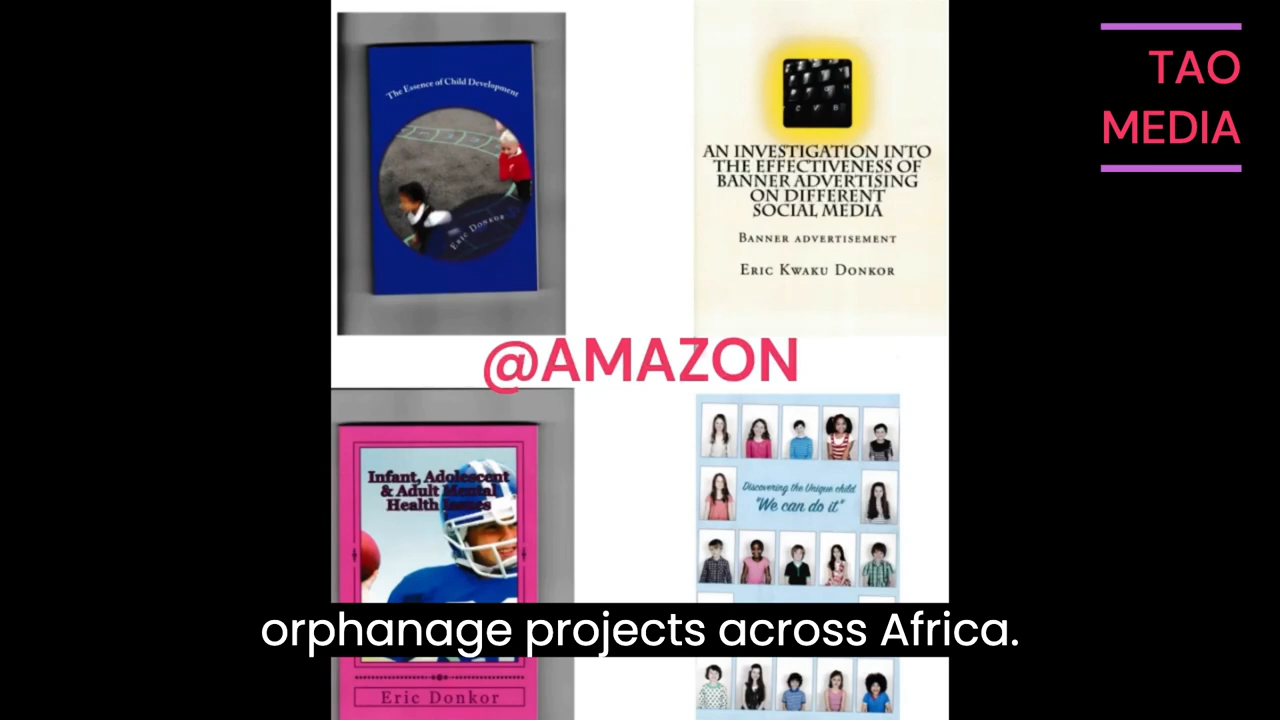 The Essence of Child Development
Eric Donkor
AN INVESTIGATION INTO
THE EFFECTIVENESS OF
BANNER ADVERTISING
ON DIFFERENT
SOCIAL MEDIA
BANNER ADVERTISEMENT
ERIC KWAKU DONKOR
TAO
MEDIA
@AMAZON
Infant, Adolescent
& Adult Mental
Health Issues
Eric Donkor
Discovering the Unique child
"We can do it"
orphanage projects across Africa.